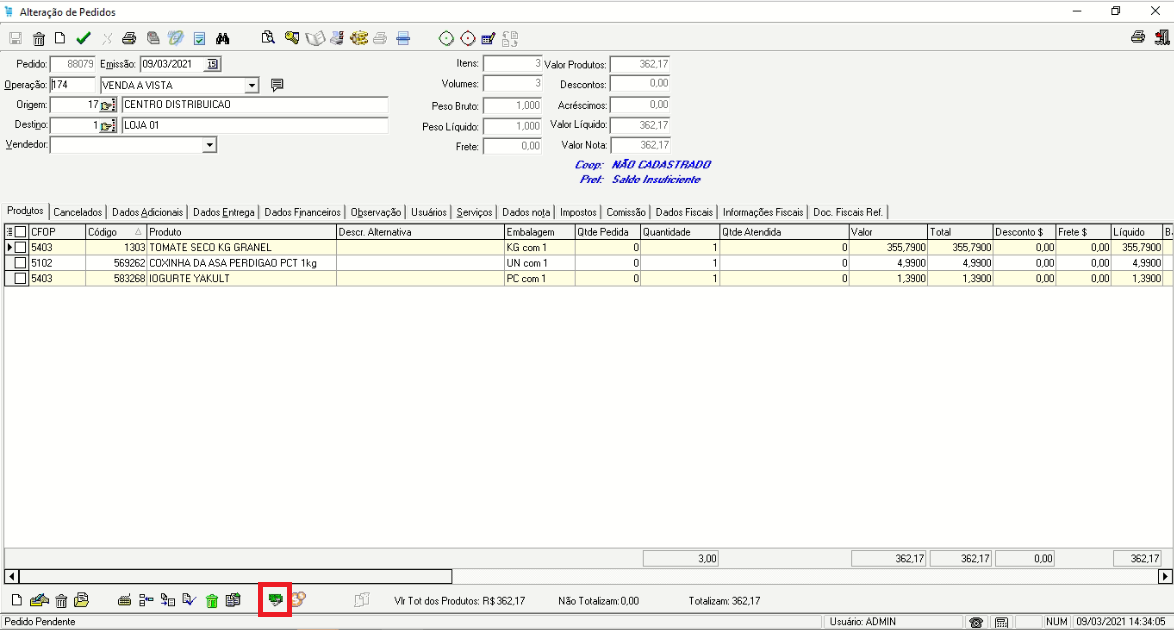 Alteração de Pedidos
Pedido: 88079 Emissão: 09/03/2021 15 Itens: 3 Valor Produtos: 362,17
Operação: 174 VENDA A VISTA Volumes: 3 Descontos: 0,00
Origem: 17 CENTRO DISTRIBUICAO Peso Bruto: 1,000 Acréscimos: 0,00
Destino: 1 LOJA 01 Peso Líquido: 1,000 Valor Líquido: 362,17
Vendedor: Frete: 0,00 Valor Nota: 362,17
Coop: NÃO CADASTRADO
Pref: Saldo Insuficiente
Produtos Cancelados Dados Adicionais Dados Entrega Dados Financeiros Observação Usuários Serviços Dados nota Impostos Comissão Dados Fiscais Informações Fiscais Doc. Fiscais Ref.
CFOP Código Produto Descr. Alternativa Embalagem Qtde Pedida Quantidade Qtde Atendida Valor Total Desconto $ Frete $ Líquido
5403 1303 TOMATE SECO KG GRANEL KG com 1 0 1 0 355,7900 355,7900 0,00 0,00 355,7900
5102 569262 COXINHA DA ASA PERDIGAO PCT 1kg UN com 1 0 1 0 4,9900 4,9900 0,00 0,00 4,9900
5403 583268 IOGURTE YAKULT PC com 1 0 1 0 1,3900 1,3900 0,00 0,00 1,3900
3,00 362,17 362,17 0,00 362,17
Vlr Tot dos Produtos: R$ 362,17 Não Totalizam: 0,00 Totalizam: 362,17
Pedido Pendente Usuário: ADMIN NUM 09/03/2021 14:34:05